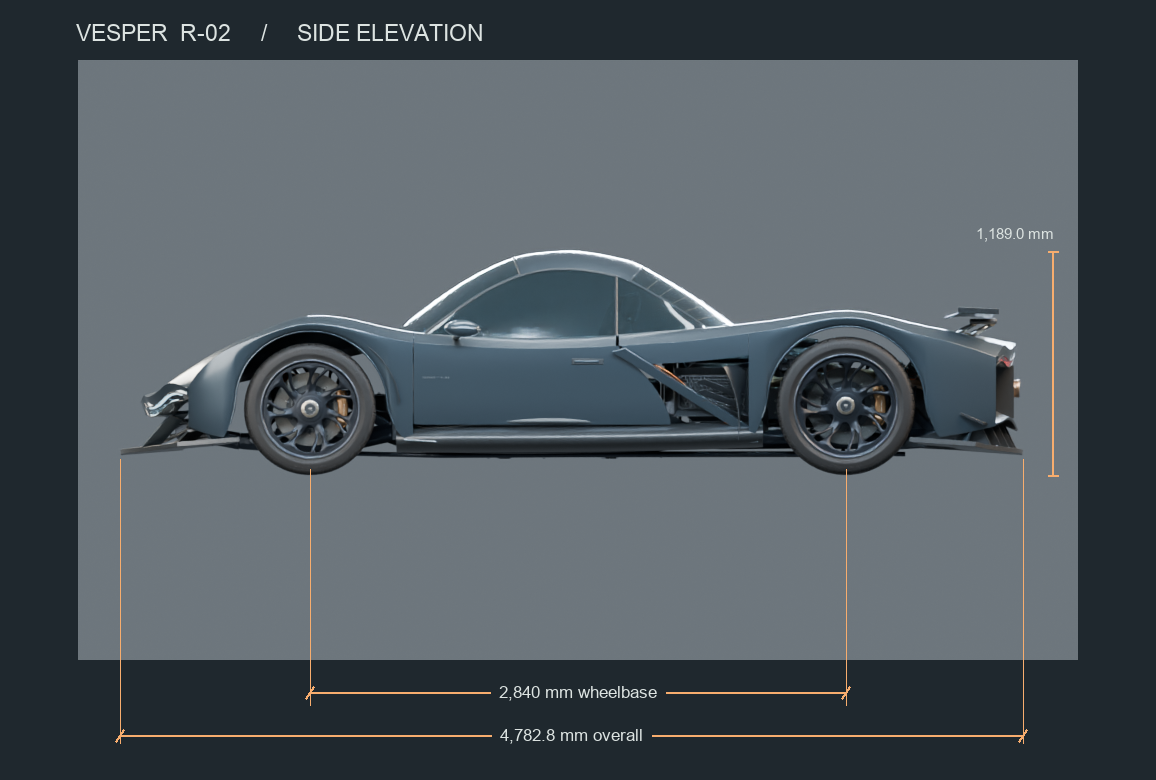 VESPER R-02 / SIDE ELEVATION
1,189.0 mm
2,840 mm wheelbase
4,782.8 mm overall